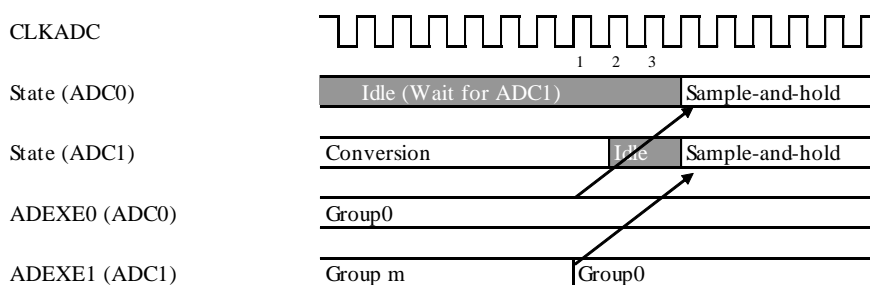 CLKADC
1 2 3
State (ADC0) Idle (Wait for ADC1) Sample-and-hold
State (ADC1) Conversion Idle Sample-and-hold
ADEXE0 (ADC0) Group0
ADEXE1 (ADC1) Group m Group0